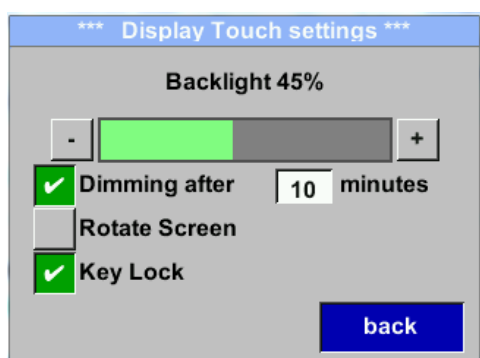 *** Display Touch settings ***
Backlight 45%
- +
Dimming after 10 minutes
Rotate Screen
Key Lock
back